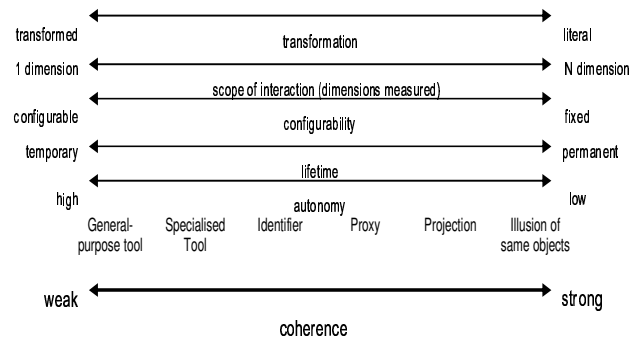 transformed literal
transformation
1 dimension N dimension
scope of interaction (dimensions measured)
configurable fixed
configurability
temporary permanent
lifetime
high low
autonomy
General- Specialised Identifier Proxy Projection Illusion of
purpose tool Tool same objects
weak strong
coherence